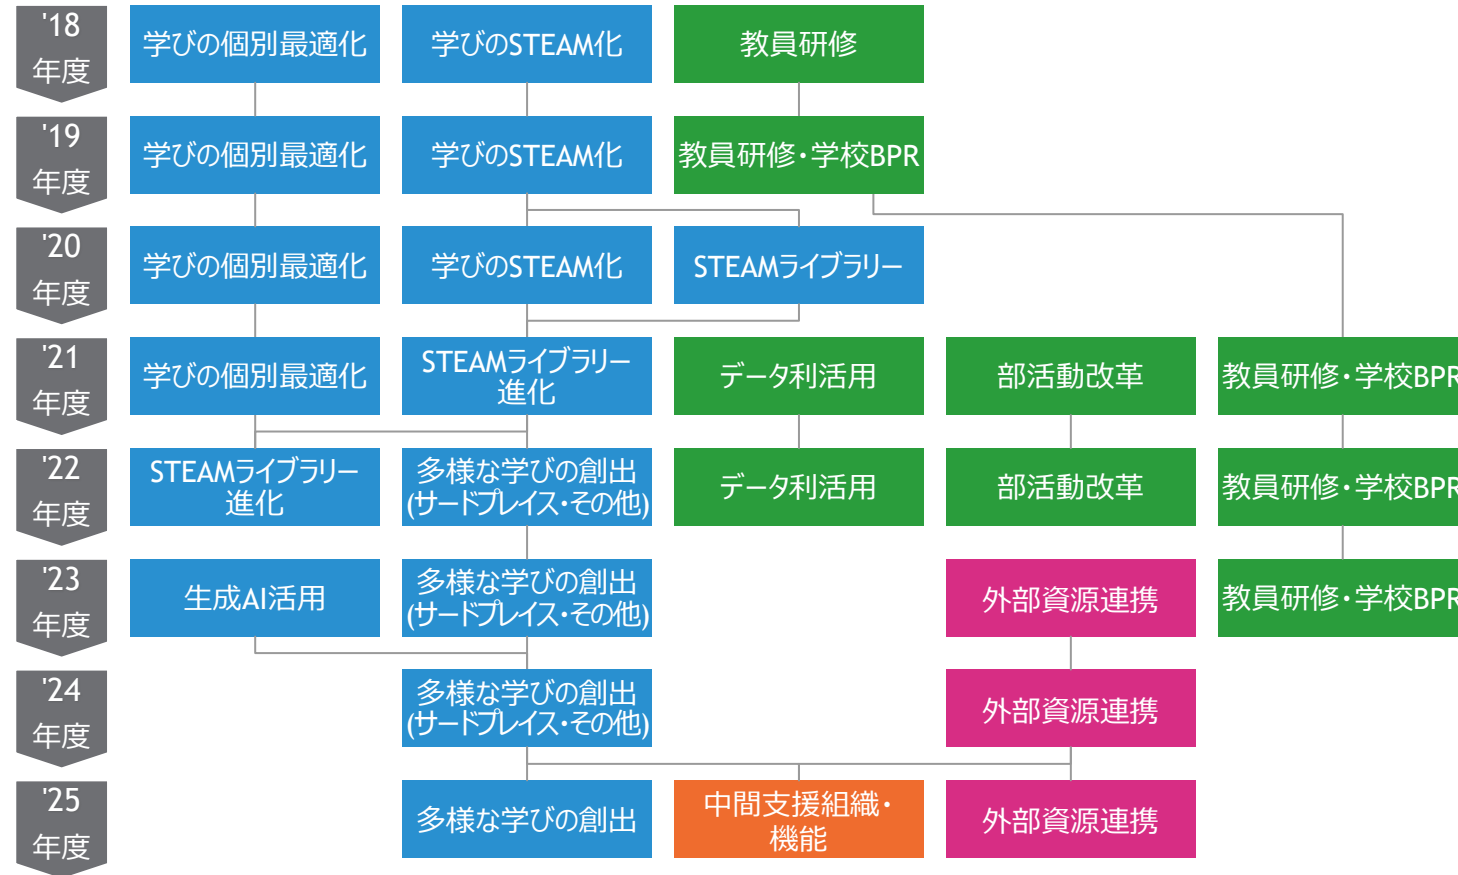 '18
年度
学びの個別最適化
学びのSTEAM化
教員研修
'19
年度
学びの個別最適化
学びのSTEAM化
教員研修・学校BPR
'20
年度
学びの個別最適化
学びのSTEAM化
STEAMライブラリー
'21
年度
学びの個別最適化
STEAMライブラリー
進化
データ利活用
部活動改革
教員研修・学校BPR
'22
年度
STEAMライブラリー
進化
多様な学びの創出
(サードプレイス・その他)
データ利活用
部活動改革
教員研修・学校BPR
'23
年度
生成AI活用
多様な学びの創出
(サードプレイス・その他)
外部資源連携
教員研修・学校BPR
'24
年度
多様な学びの創出
(サードプレイス・その他)
外部資源連携
'25
年度
多様な学びの創出
中間支援組織・
機能
外部資源連携